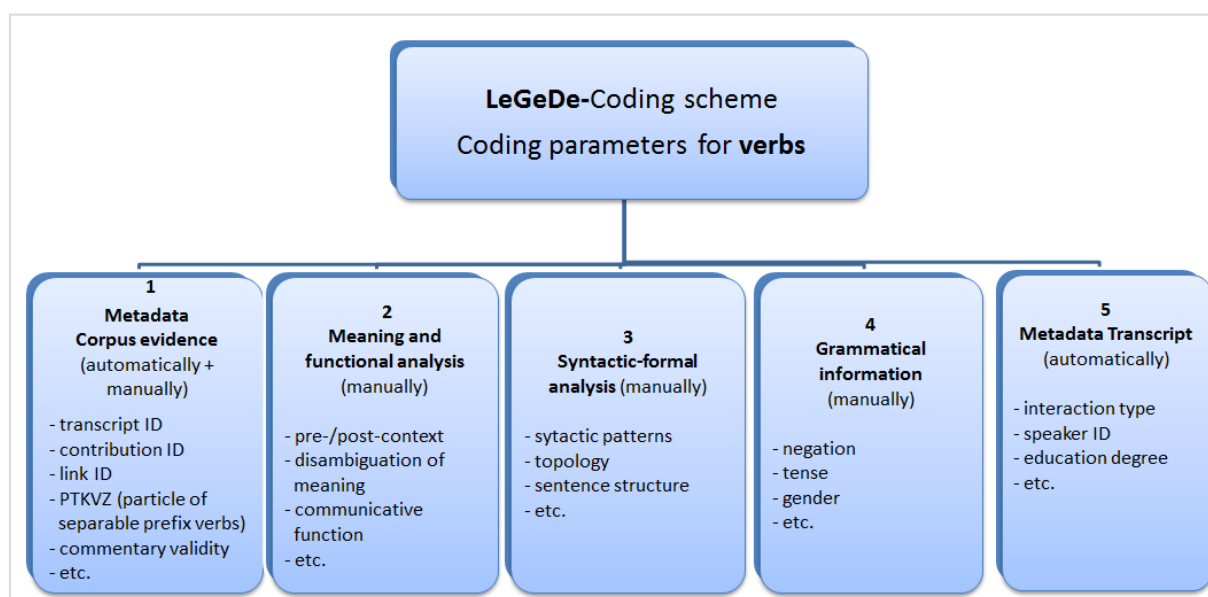 LeGeDe-Coding scheme
Coding parameters for verbs
1
Metadata
Corpus evidence
(automatically +
manually)
- transcript ID
- contribution ID
- link ID
- PTKVZ (particle of
separable prefix verbs)
- commentary validity
- etc.
2
Meaning and
functional analysis
(manually)
- pre-/post-context
- disambiguation of
meaning
- communicative
function
- etc.
3
Syntactic-formal
analysis (manually)
- sytactic patterns
- topology
- sentence structure
- etc.
4
Grammatical
information
(manually)
- negation
- tense
- gender
- etc.
5
Metadata Transcript
(automatically)
- interaction type
- speaker ID
- education degree
- etc.